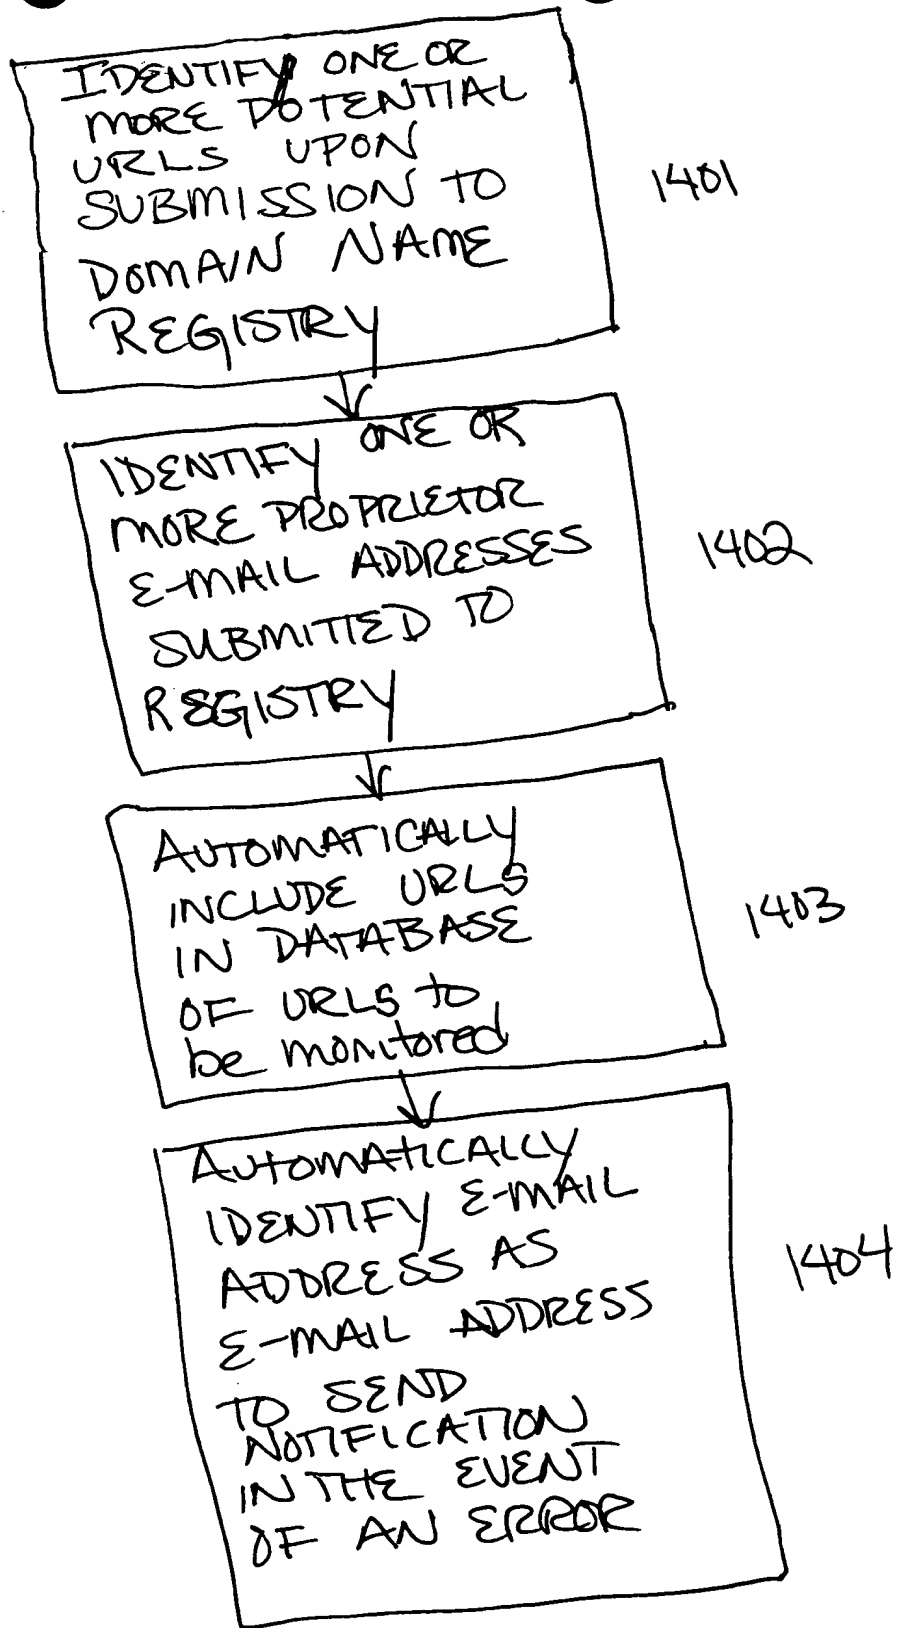 IDENTIFY ONE OR
MORE POTENTIAL
URLS UPON
SUBMISSION TO
DOMAIN NAME
REGISTRY
1401
IDENTIFY ONE OR
MORE PROPRIETOR
E-MAIL ADDRESSES
SUBMITTED TO
REGISTRY
1402
AUTOMATICALLY
INCLUDE URLS
IN DATABASE
OF URLS to
be monitored
1403
AUTOMATICALLY
IDENTIFY E-MAIL
ADDRESS AS
E-MAIL ADDRESS
TO SEND
NOTIFICATION
IN THE EVENT
OF AN ERROR
1404